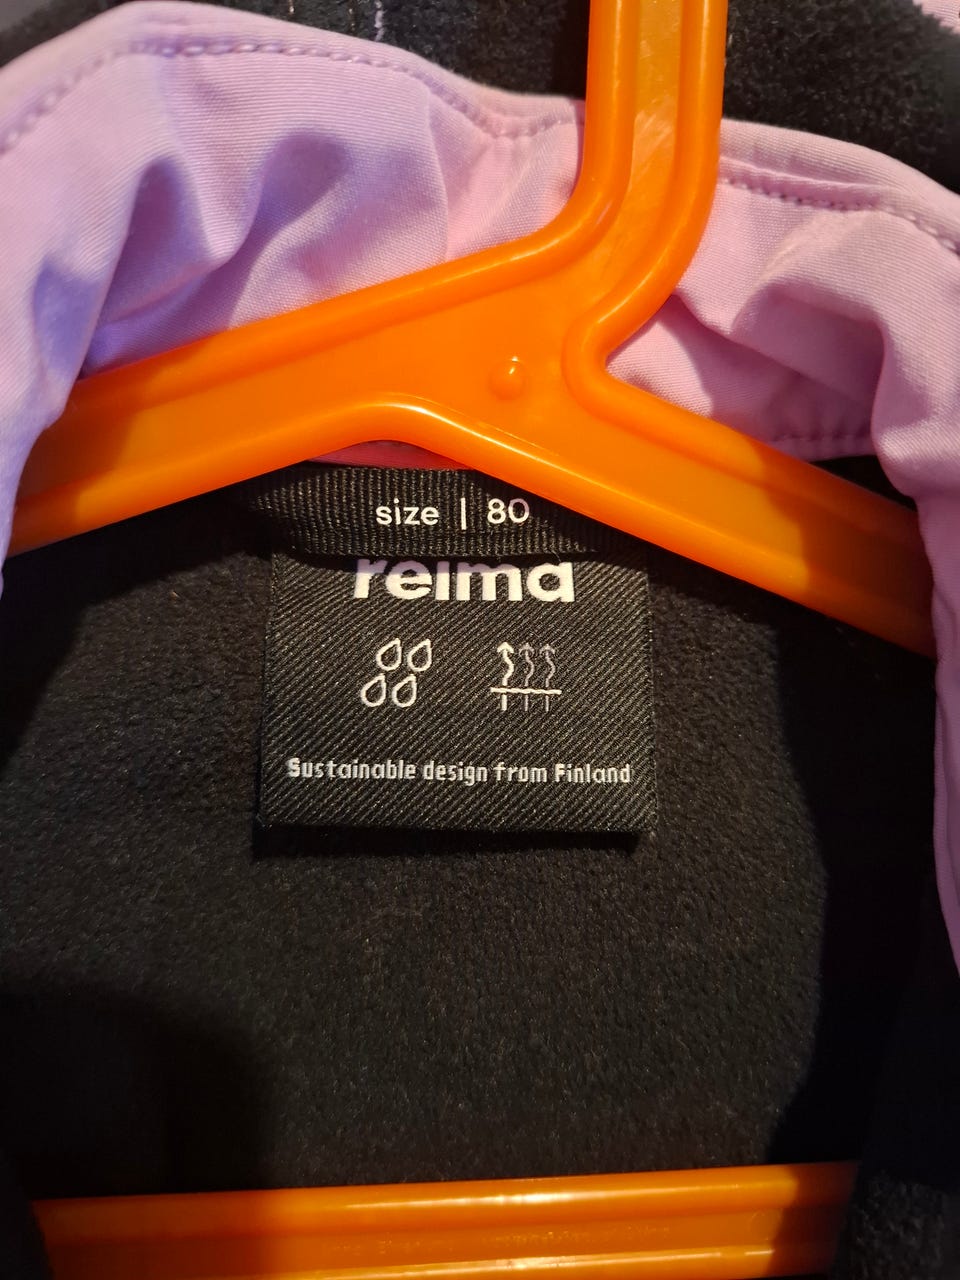 size | 80
reima
Sustainable design from Finland